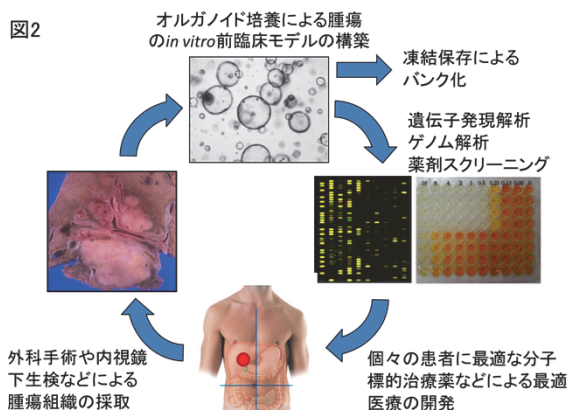 図2
オルガノイド培養による腫瘍
のin vitro前臨床モデルの構築
凍結保存による
バンク化
遺伝子発現解析
ゲノム解析
薬剤スクリーニング
外科手術や内視鏡
下生検などによる
腫瘍組織の採取
個々の患者に最適な分子
標的治療薬などによる最適
医療の開発